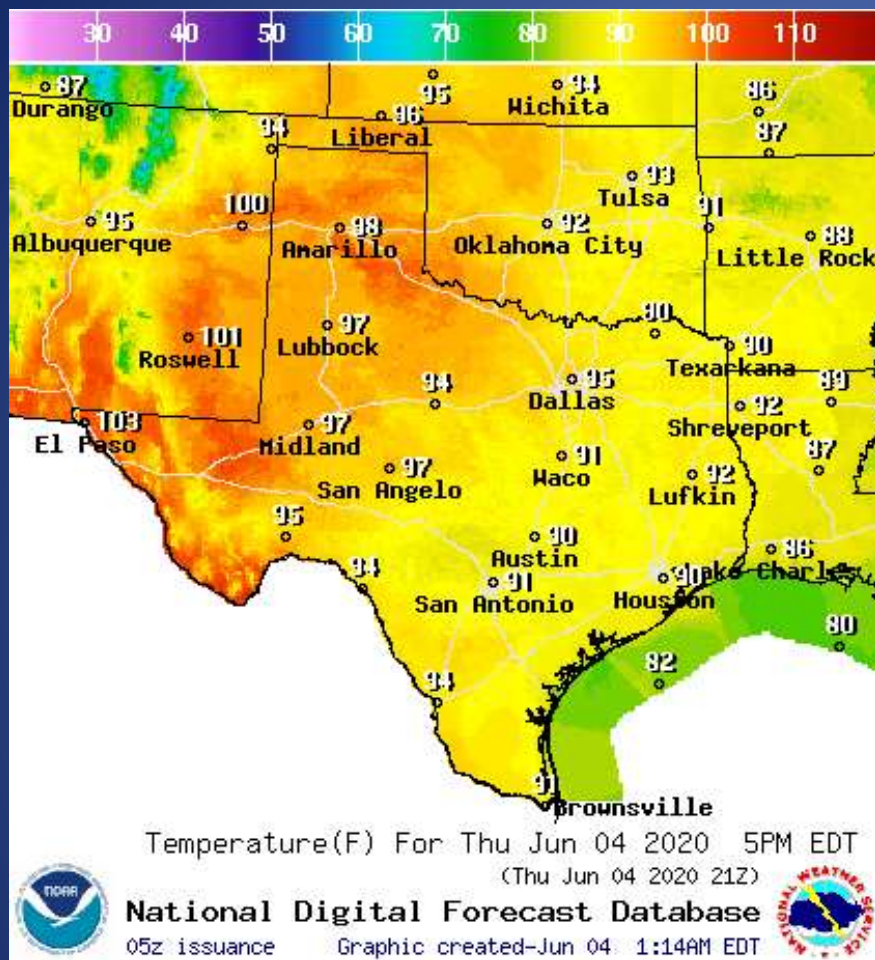 30 40 50 60 70 80 90 100 110
87
Durango
95
94
Wichita
96
Liberal
86
87
94
93
Tulsa
95
Albuquerque
100
98
Amarillo
92
Oklahoma City
91
88
Little Rock
101
Roswell
97
Lubbock
90
90
Texarkana
94
95
Dallas
92
Shreveport
89
103
El Paso
97
Midland
97
San Angelo
91
Waco
92
Lufkin
87
95
90
Austin
86
Lake Charles
94
91
San Antonio
90
Houston
80
82
94
91
Brownsville
Temperature(F) For Thu Jun 04 2020 5PM EDT
(Thu Jun 04 2020 21Z)
National Digital Forecast Database
05z issuance Graphic created-Jun 04 1:14AM EDT
NOAA
NATIONAL WEATHER SERVICE